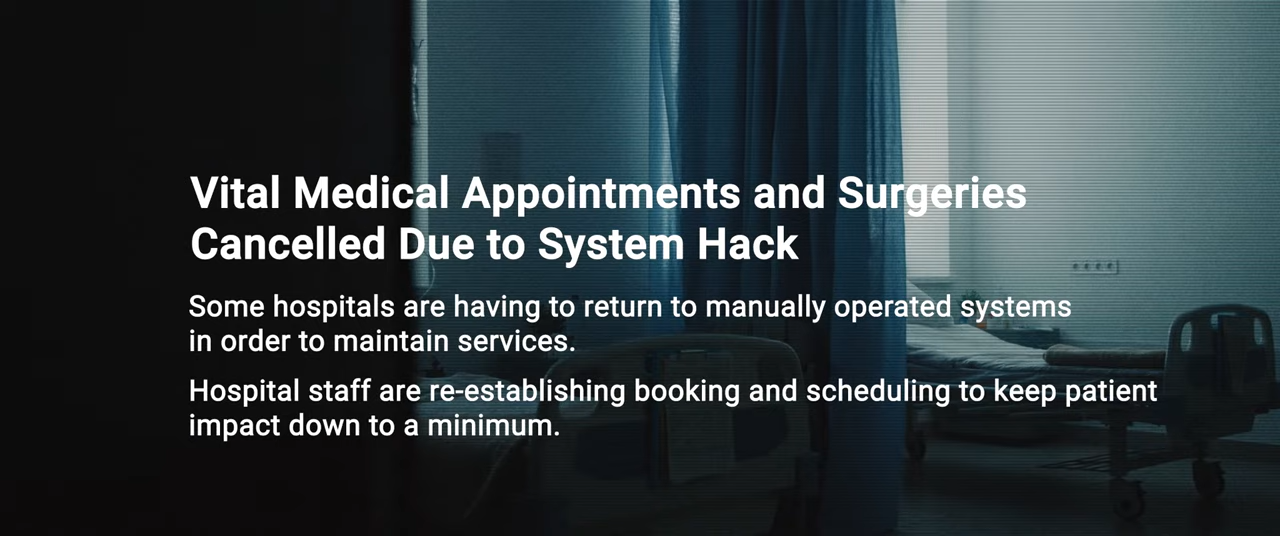 Vital Medical Appointments and Surgeries
Cancelled Due to System Hack
Some hospitals are having to return to manually operated systems
in order to maintain services.
Hospital staff are re-establishing booking and scheduling to keep patient
impact down to a minimum.